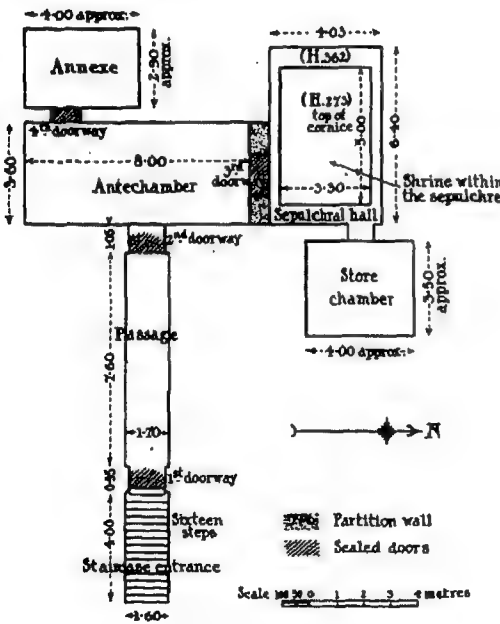 4·00 approx.
Annexe
2·90
approx.
4th doorway
4·03
(H.362)
(H.275)
top of
cornice
5·00
3·30
6·40
Sepulchral hall
Shrine within
the sepulchre
3·60
8·00
3rd
door
Antechamber
1·05
2nd doorway
Passage
7·60
1·70
1st doorway
4·00
Sixteen
steps
Staircase entrance
1·60
Store
chamber
3·50
approx.
4·00 approx.
N
Partition wall
Sealed doors
Scale
0 1 2 3 4 metres